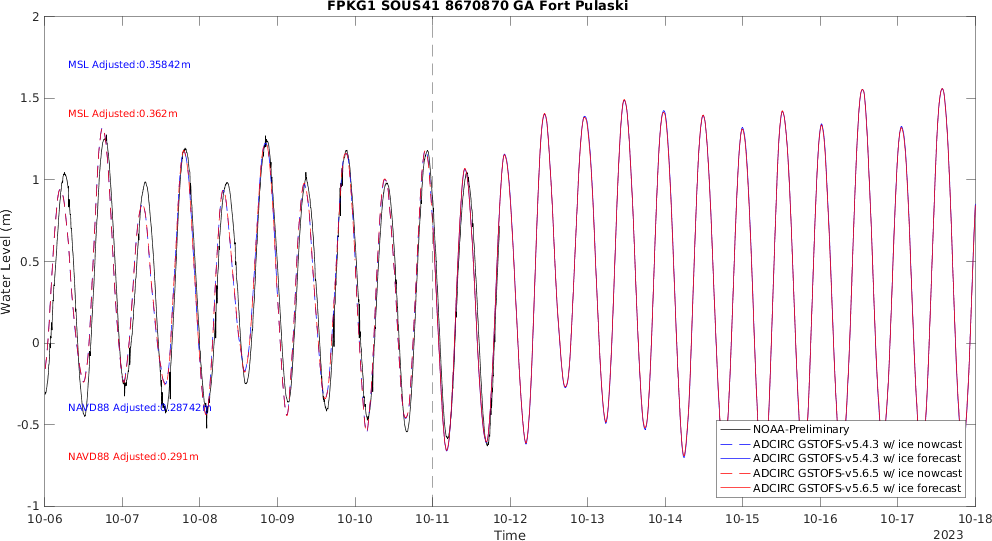 FPKG1 SOUS41 8670870 GA Fort Pulaski
2
MSL Adjusted:0.35842m
1.5
MSL Adjusted:0.362m
1
Water Level (m)
0.5
0
NAVD88 Adjusted:0.28742m
-0.5
NAVD88 Adjusted:0.291m
-1
NOAA-Preliminary
ADCIRC GSTOFS-v5.4.3 w/ ice nowcast
ADCIRC GSTOFS-v5.4.3 w/ ice forecast
ADCIRC GSTOFS-v5.6.5 w/ ice nowcast
ADCIRC GSTOFS-v5.6.5 w/ ice forecast
10-06 10-07 10-08 10-09 10-10 10-11 10-12 10-13 10-14 10-15 10-16 10-17 10-18
Time
2023